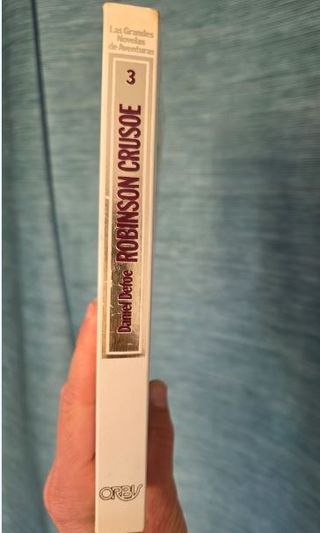 Las Grandes
Novelas
de Aventuras
3
Daniel Defoe ROBINSON CRUSOE
ORBIS